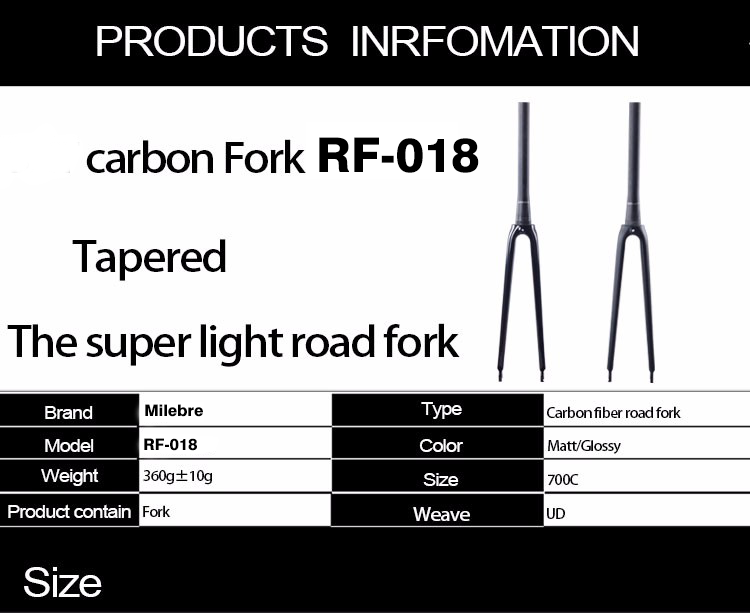 PRODUCTS INRFOMATION
carbon Fork RF-018
Tapered
The super light road fork
Brand Milebre Type Carbon fiber road fork
Model RF-018 Color Matt/Glossy
Weight 360g±10g Size 700C
Product contain Fork Weave UD
Size